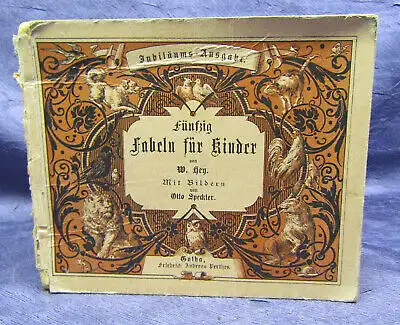 Jubiläums-Ausgabe.
Fünfzig
Fabeln für Kinder
von
W. Hey.
Mit Bildern
von
Otto Speckter.
Gotha,
Friedrich Andreas Perthes.